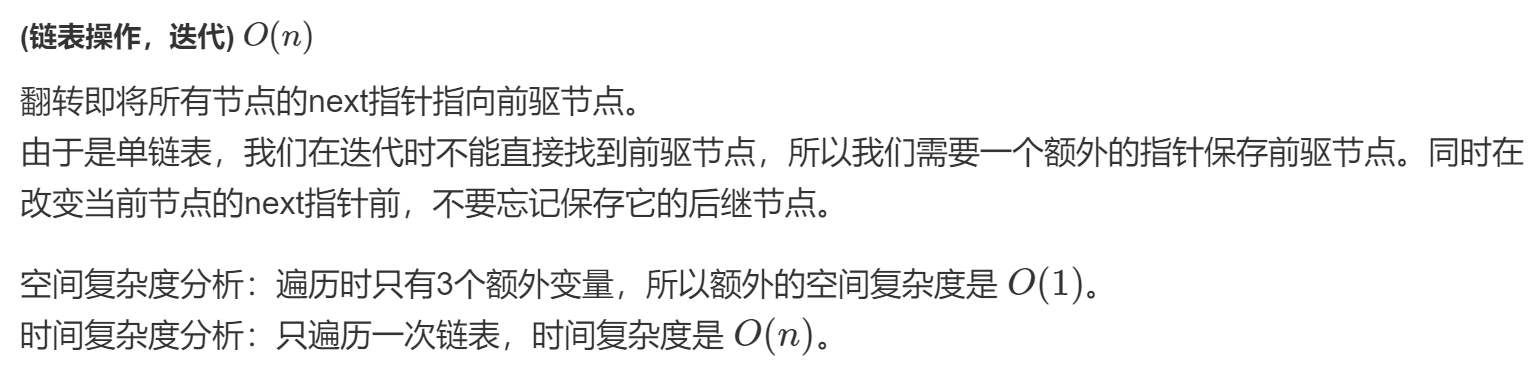 (链表操作，迭代) O(n)
翻转即将所有节点的next指针指向前驱节点。
由于是单链表，我们在迭代时不能直接找到前驱节点，所以我们需要一个额外的指针保存前驱节点。同时在
改变当前节点的next指针前，不要忘记保存它的后继节点。
空间复杂度分析：遍历时只有3个额外变量，所以额外的空间复杂度是 O(1)。
时间复杂度分析：只遍历一次链表，时间复杂度是 O(n)。